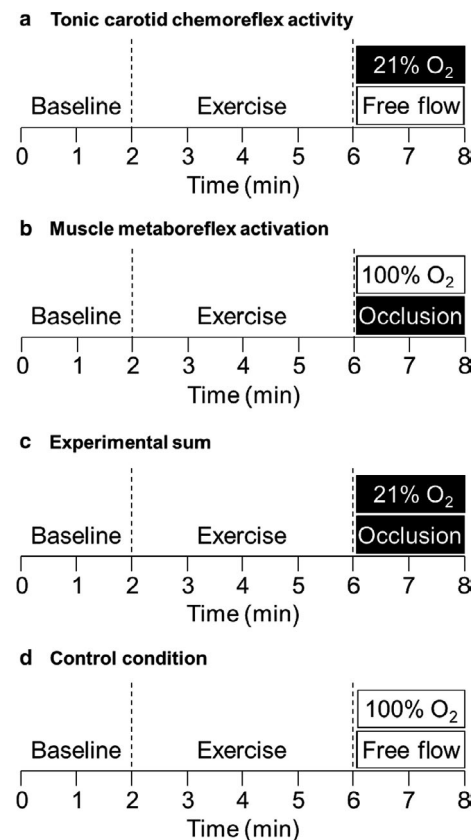 a Tonic carotid chemoreflex activity
21% O₂
Free flow
Baseline Exercise
0 1 2 3 4 5 6 7 8
Time (min)
b Muscle metaboreflex activation
100% O₂
Occlusion
Baseline Exercise
0 1 2 3 4 5 6 7 8
Time (min)
c Experimental sum
21% O₂
Occlusion
Baseline Exercise
0 1 2 3 4 5 6 7 8
Time (min)
d Control condition
100% O₂
Free flow
Baseline Exercise
0 1 2 3 4 5 6 7 8
Time (min)